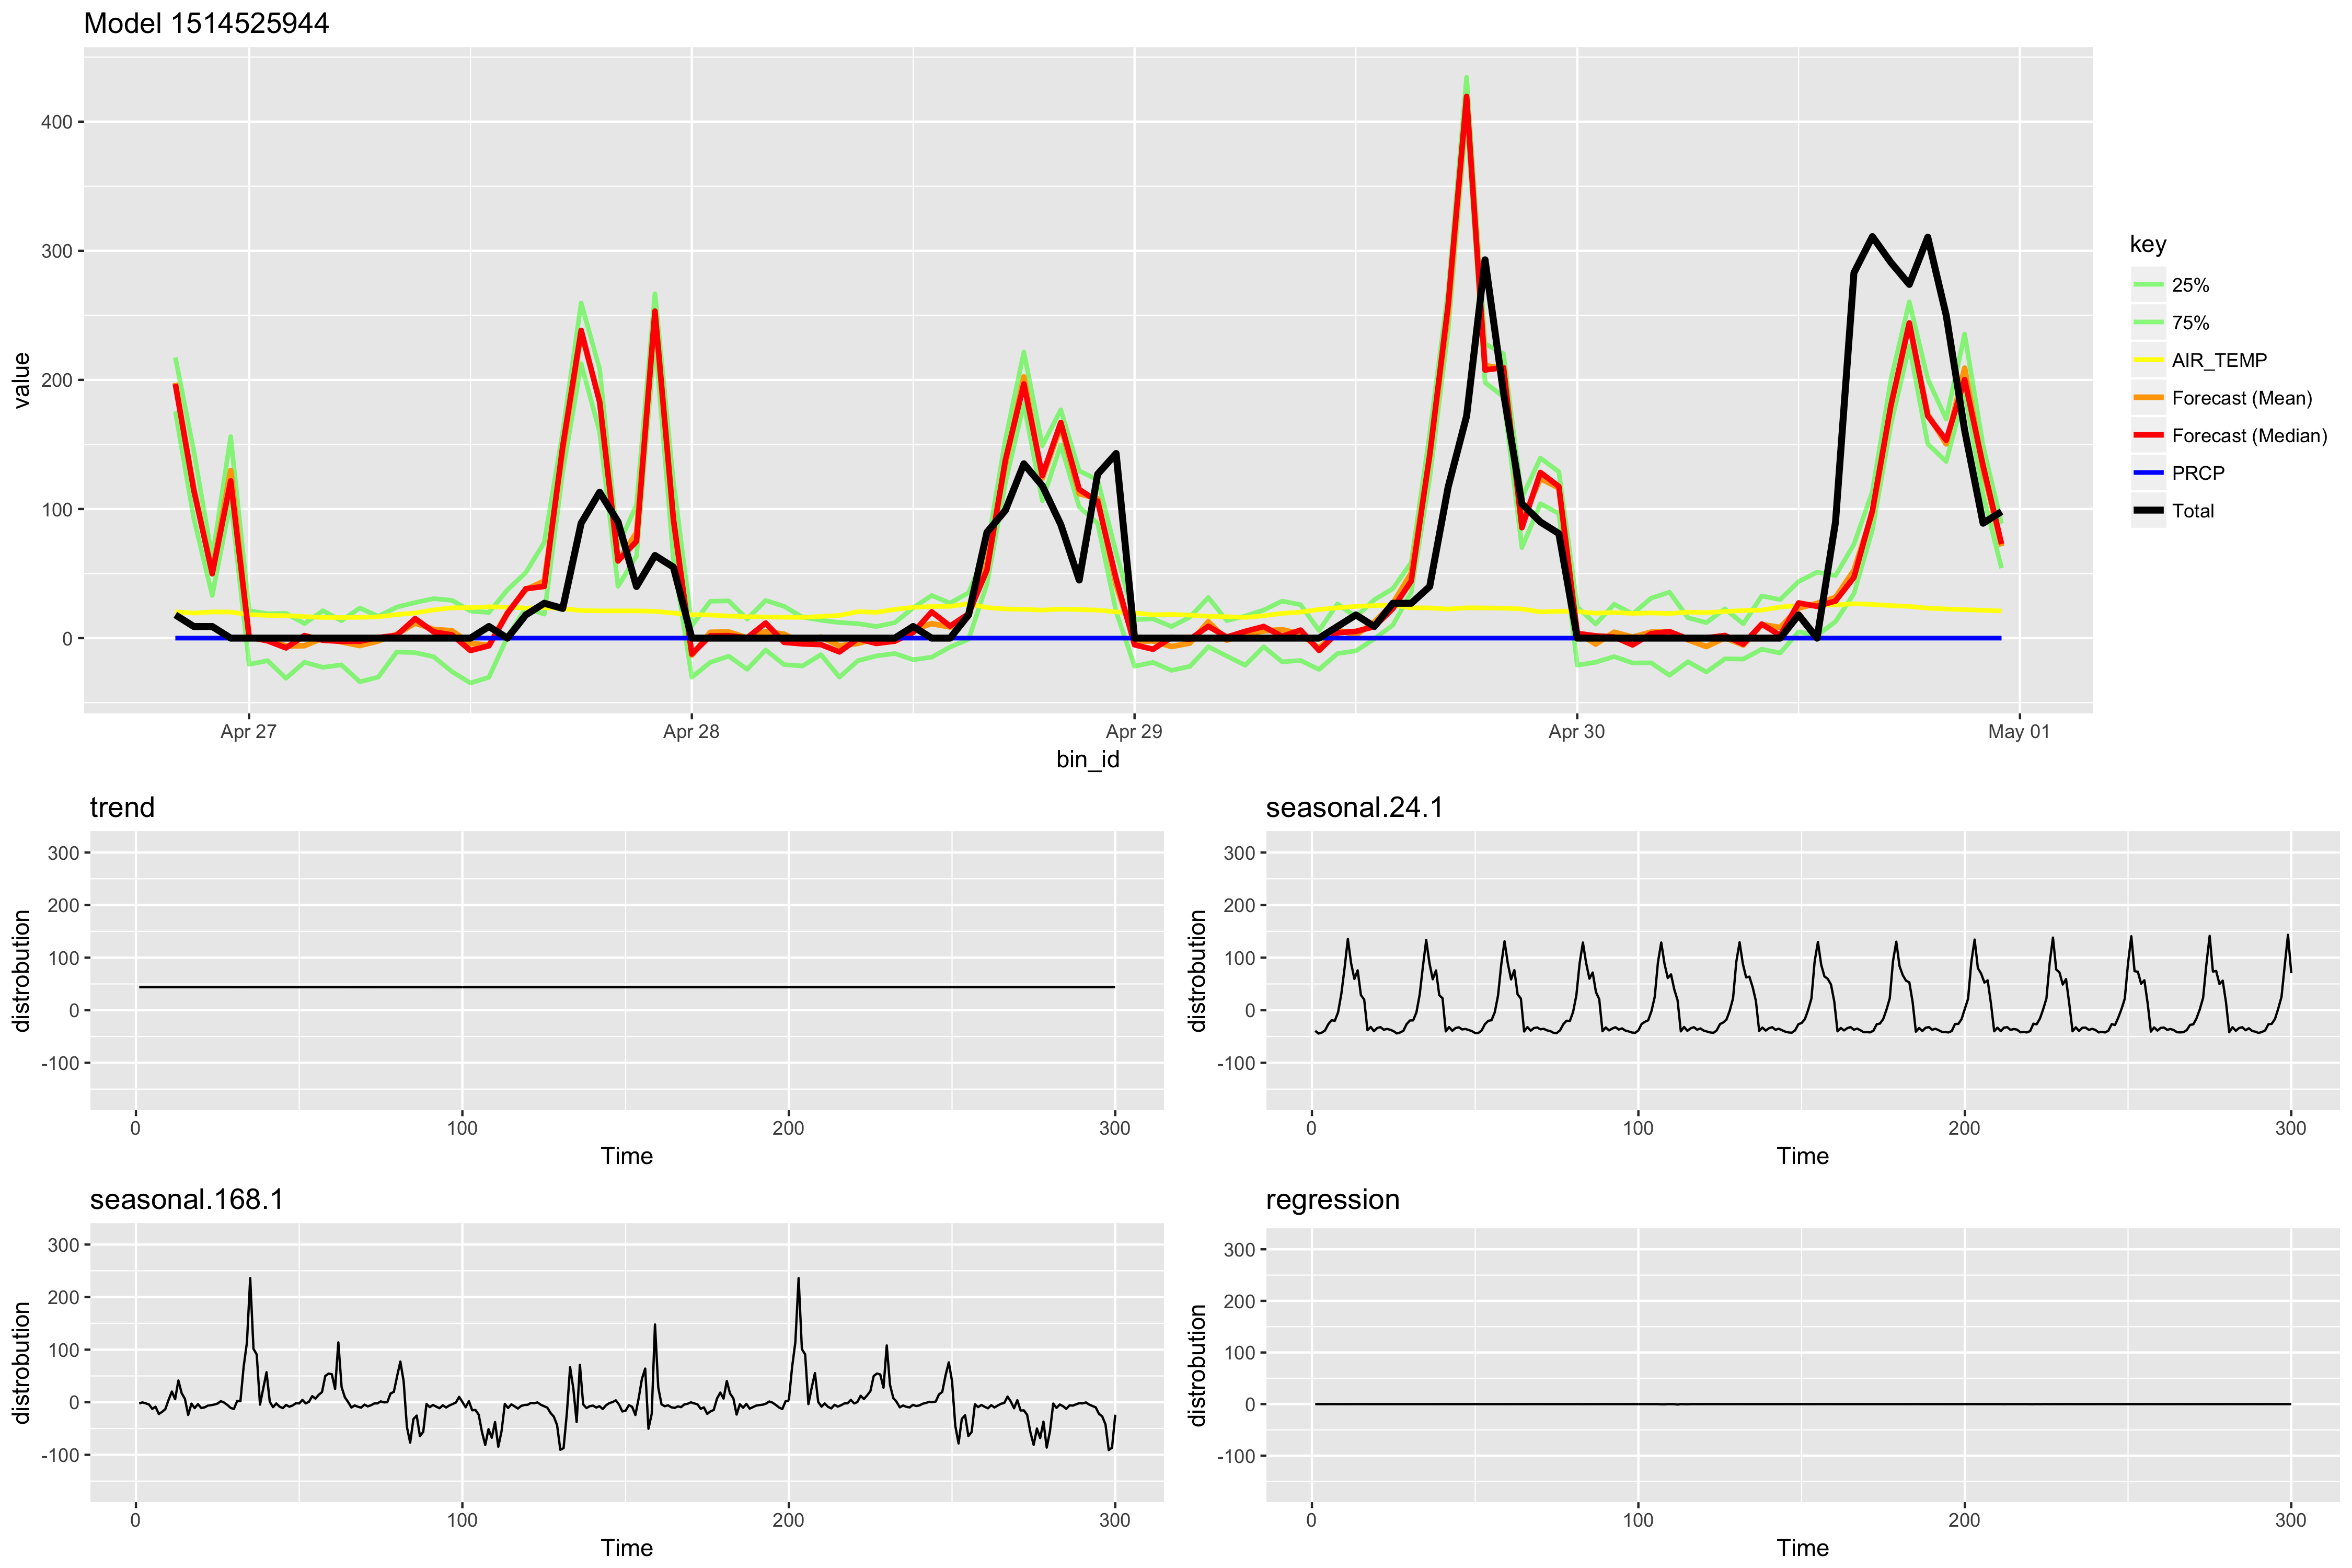 Model 1514525944
400
300
200
100
0
value
Apr 27
Apr 28
Apr 29
Apr 30
May 01
bin_id
key
25%
75%
AIR_TEMP
Forecast (Mean)
Forecast (Median)
PRCP
Total
trend
300
200
100
0
-100
distrobution
0
100
200
300
Time
seasonal.24.1
300
200
100
0
-100
distrobution
0
100
200
300
Time
seasonal.168.1
300
200
100
0
-100
distrobution
0
100
200
300
Time
regression
300
200
100
0
-100
distrobution
0
100
200
300
Time